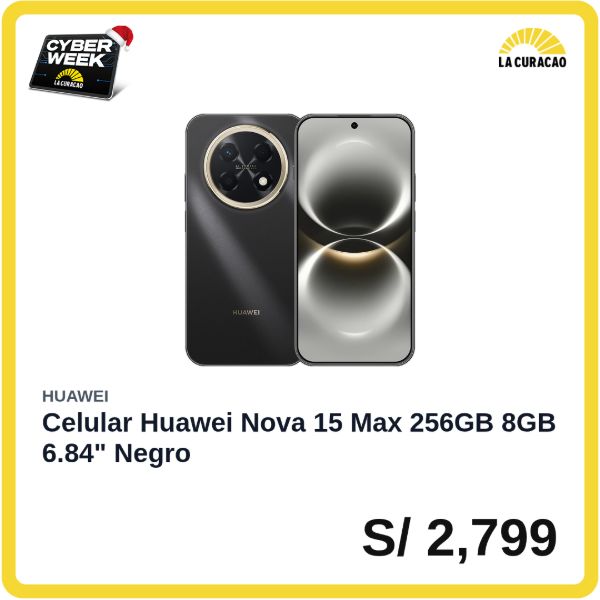 CYBER
WEEK
LA CURACAO
LA CURACAO
HUAWEI
HUAWEI
Celular Huawei Nova 15 Max 256GB 8GB
6.84" Negro
S/ 2,799